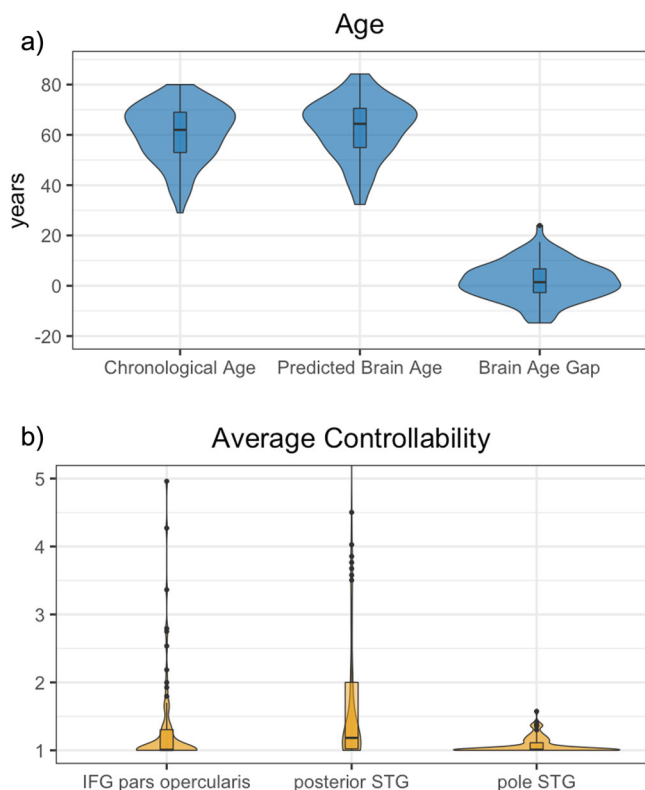 a)
Age
years
80
60
40
20
0
-20
Chronological Age Predicted Brain Age Brain Age Gap
b)
Average Controllability
5
4
3
2
1
IFG pars opercularis posterior STG pole STG